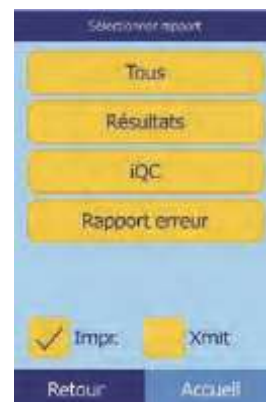 Sélectionner rapport
Tous
Résultats
iQC
Rapport erreur
Impr. Xmit
Retour Accueil